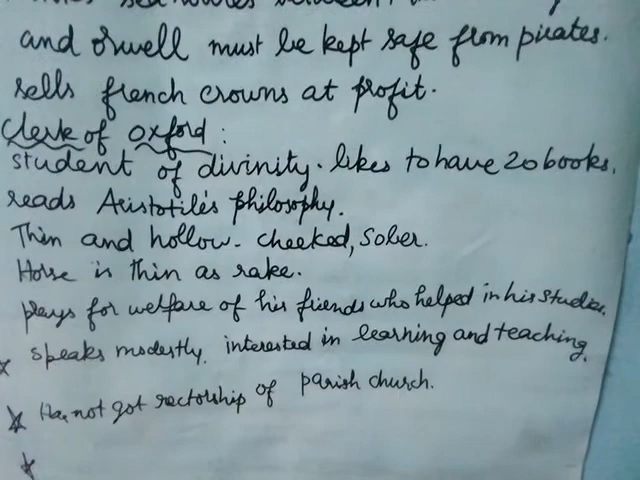 and Orwell must be kept safe from pirates.
sells french crowns at profit.
Clerk of Oxford:
student of divinity. likes to have 20 books.
reads Aristotile's philosophy.
Thin and hollow-cheeked, sober.
Horse is thin as rake.
prays for welfare of his friends who helped in his studies.
speaks modestly. interested in learning and teaching.
Has not got rectorship of parish church.